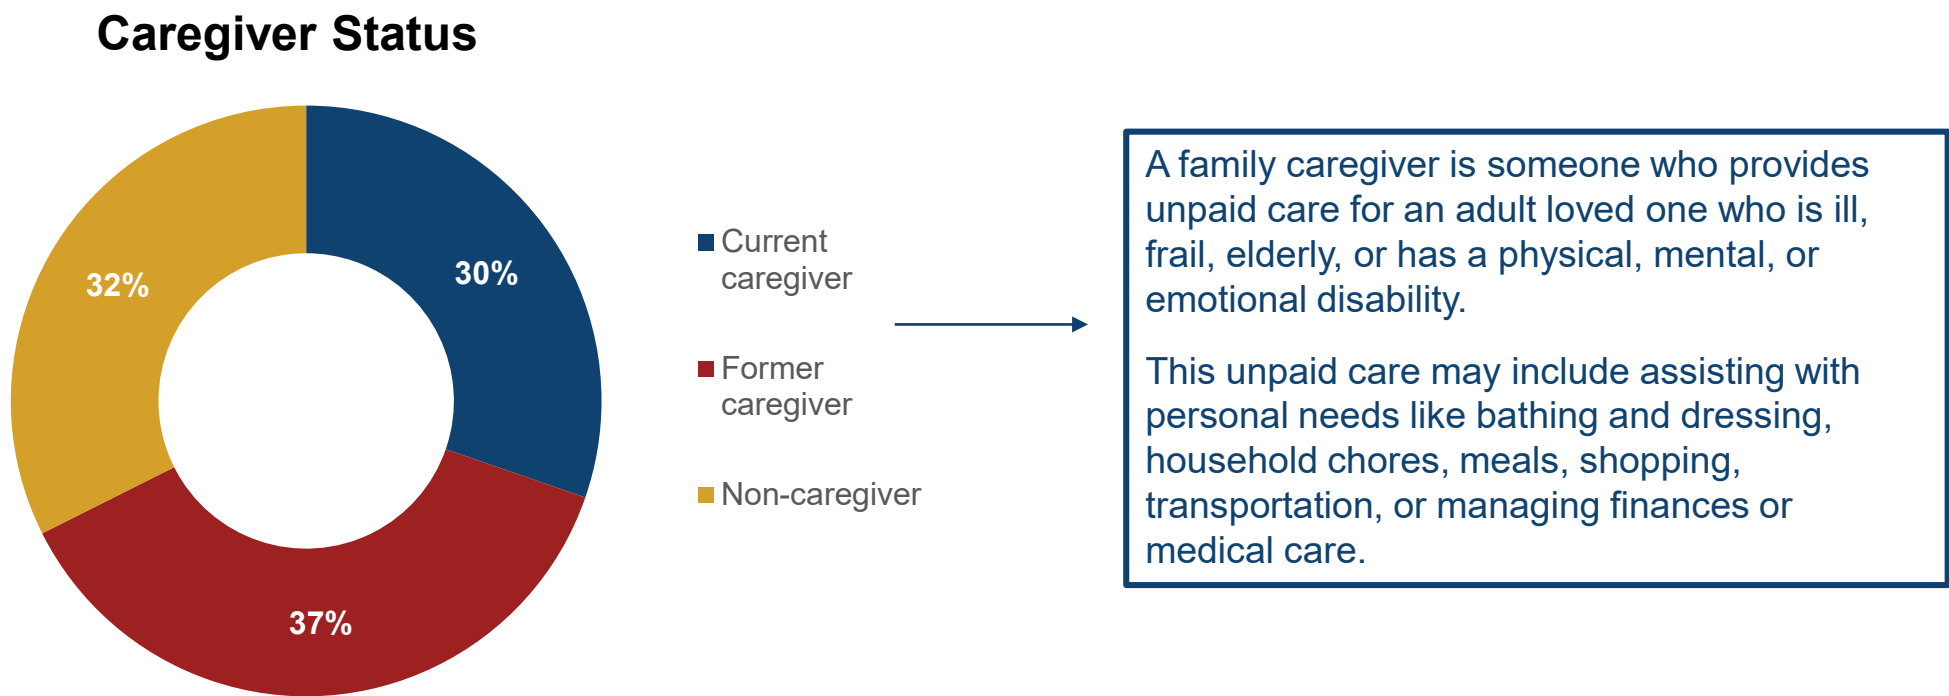 Caregiver Status
30%
32%
37%
Current
caregiver
Former
caregiver
Non-caregiver
A family caregiver is someone who provides
unpaid care for an adult loved one who is ill,
frail, elderly, or has a physical, mental, or
emotional disability.
This unpaid care may include assisting with
personal needs like bathing and dressing,
household chores, meals, shopping,
transportation, or managing finances or
medical care.